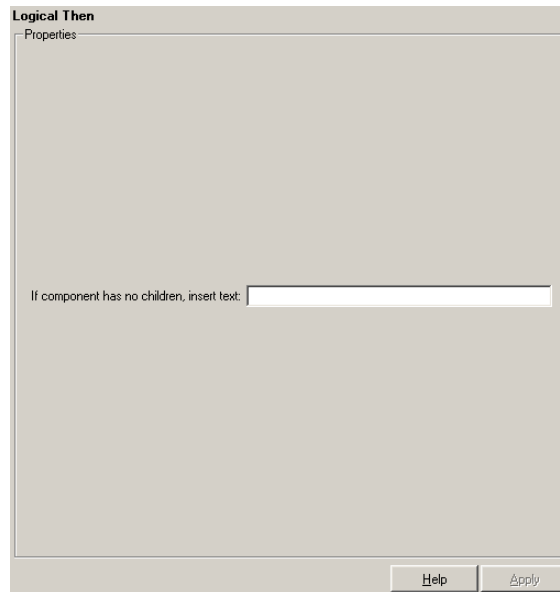 Logical Then
Properties
If component has no children, insert text:
Help
Apply